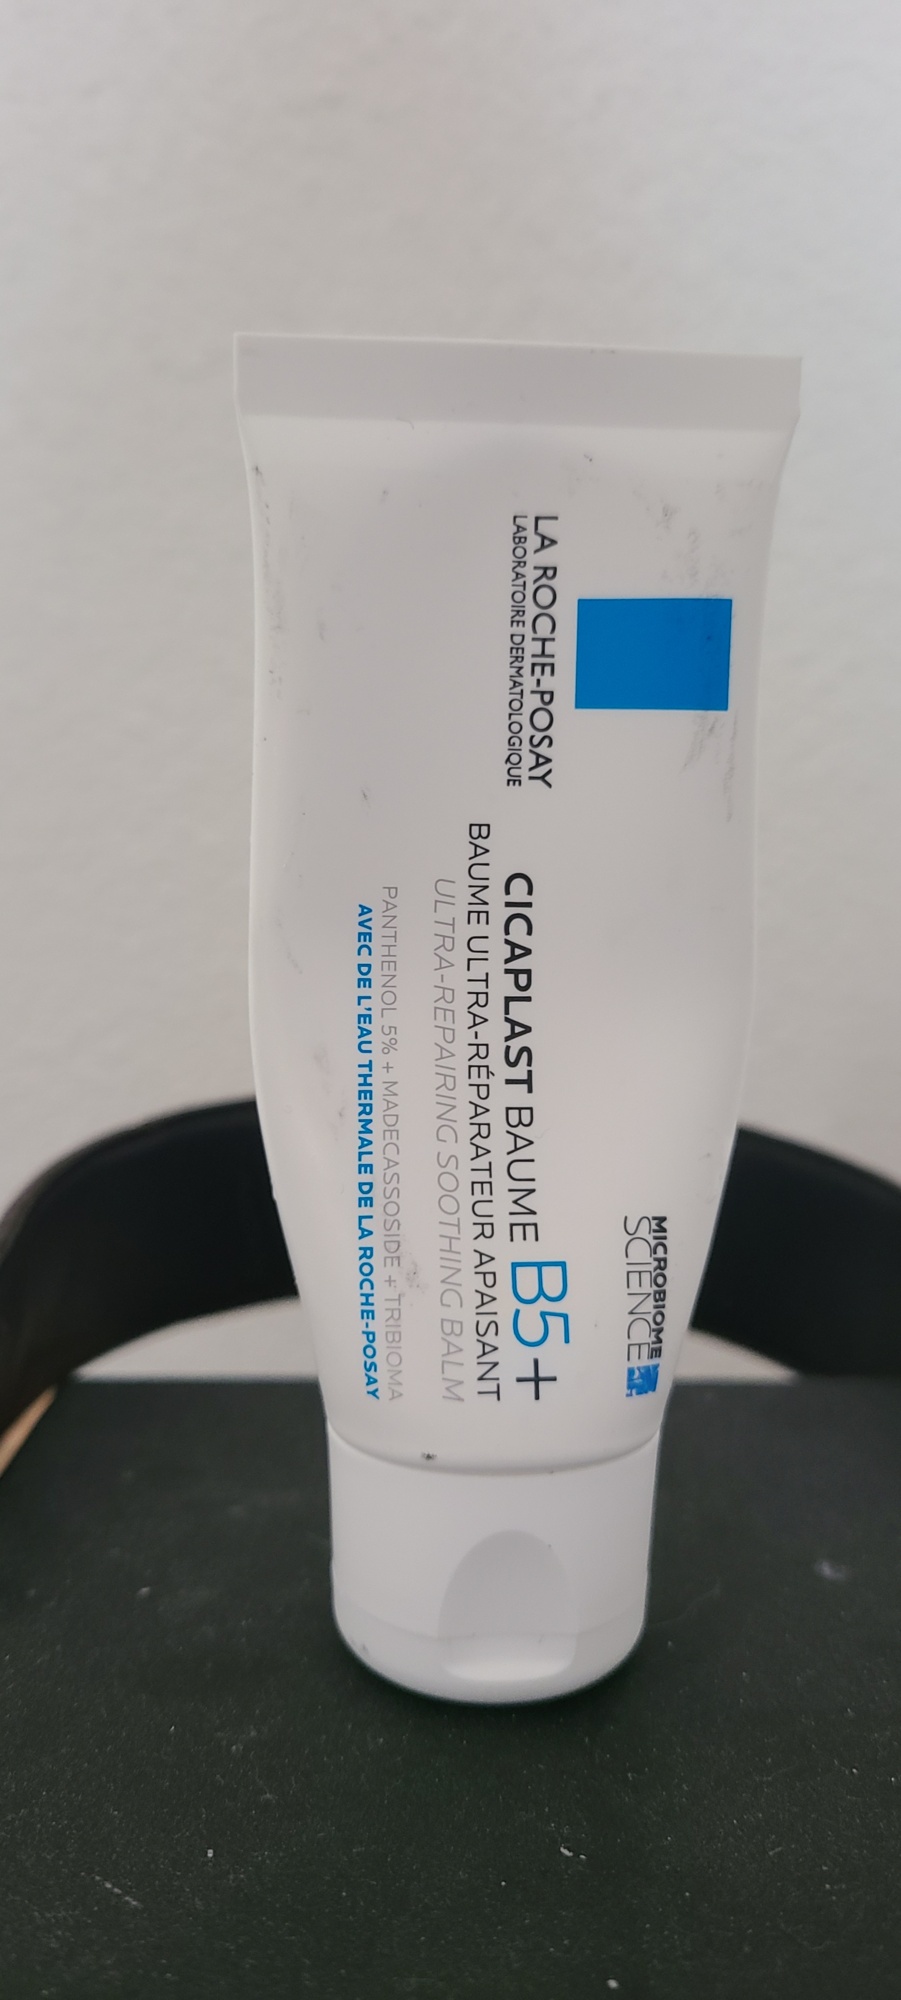 LA ROCHE-POSAY
LABORATOIRE DERMATOLOGIQUE
MICROBIOME
SCIENCE
CICAPLAST BAUME B5+
BAUME ULTRA-RÉPARATEUR APAISANT
ULTRA-REPAIRING SOOTHING BALM
PANTHENOL 5% + MADECASSOSIDE + TRIBIOMA
AVEC DE L'EAU THERMALE DE LA ROCHE-POSAY